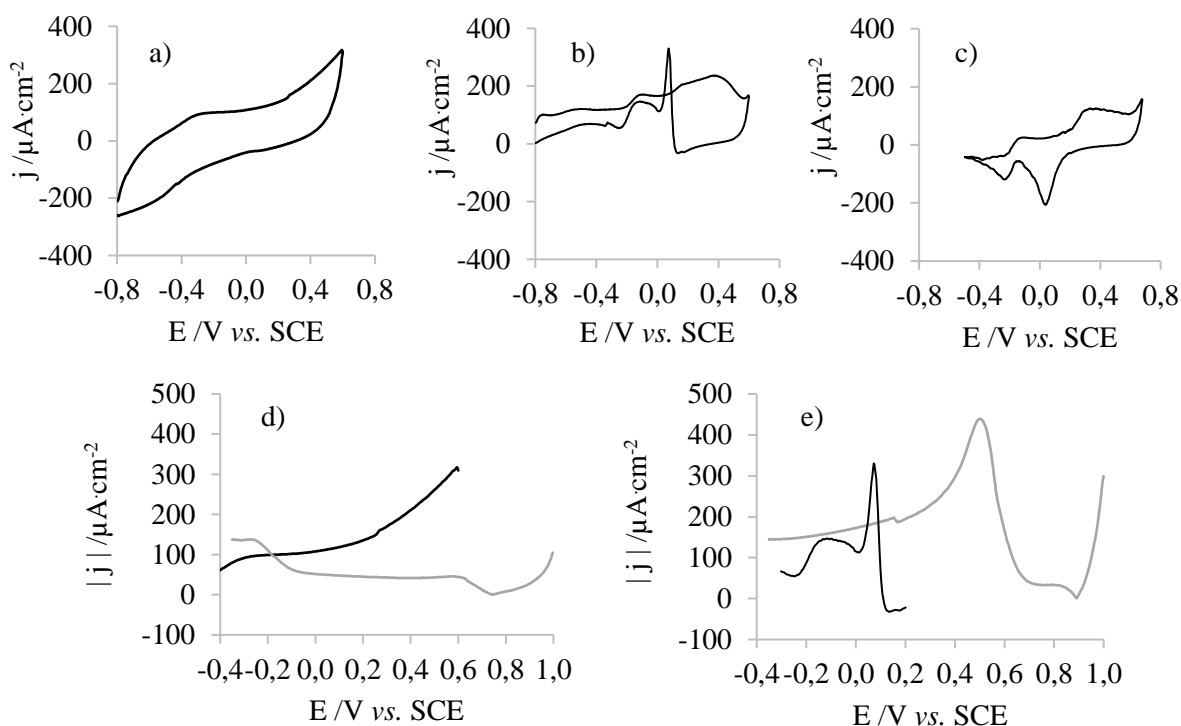 a)
400
200
0
-200
-400
j /µA·cm-2
-0,8 -0,4 0,0 0,4 0,8
E /V vs. SCE
b)
400
200
0
-200
-400
j /µA·cm-2
-0,8 -0,4 0,0 0,4 0,8
E /V vs. SCE
c)
400
200
0
-200
-400
j /µA·cm-2
-0,8 -0,4 0,0 0,4 0,8
E /V vs. SCE
d)
500
400
300
200
100
0
-100
| j | /µA·cm-2
-0,4 -0,2 0,0 0,2 0,4 0,6 0,8 1,0
E /V vs. SCE
e)
500
400
300
200
100
0
-100
| j | /µA·cm-2
-0,4 -0,2 0,0 0,2 0,4 0,6 0,8 1,0
E /V vs. SCE